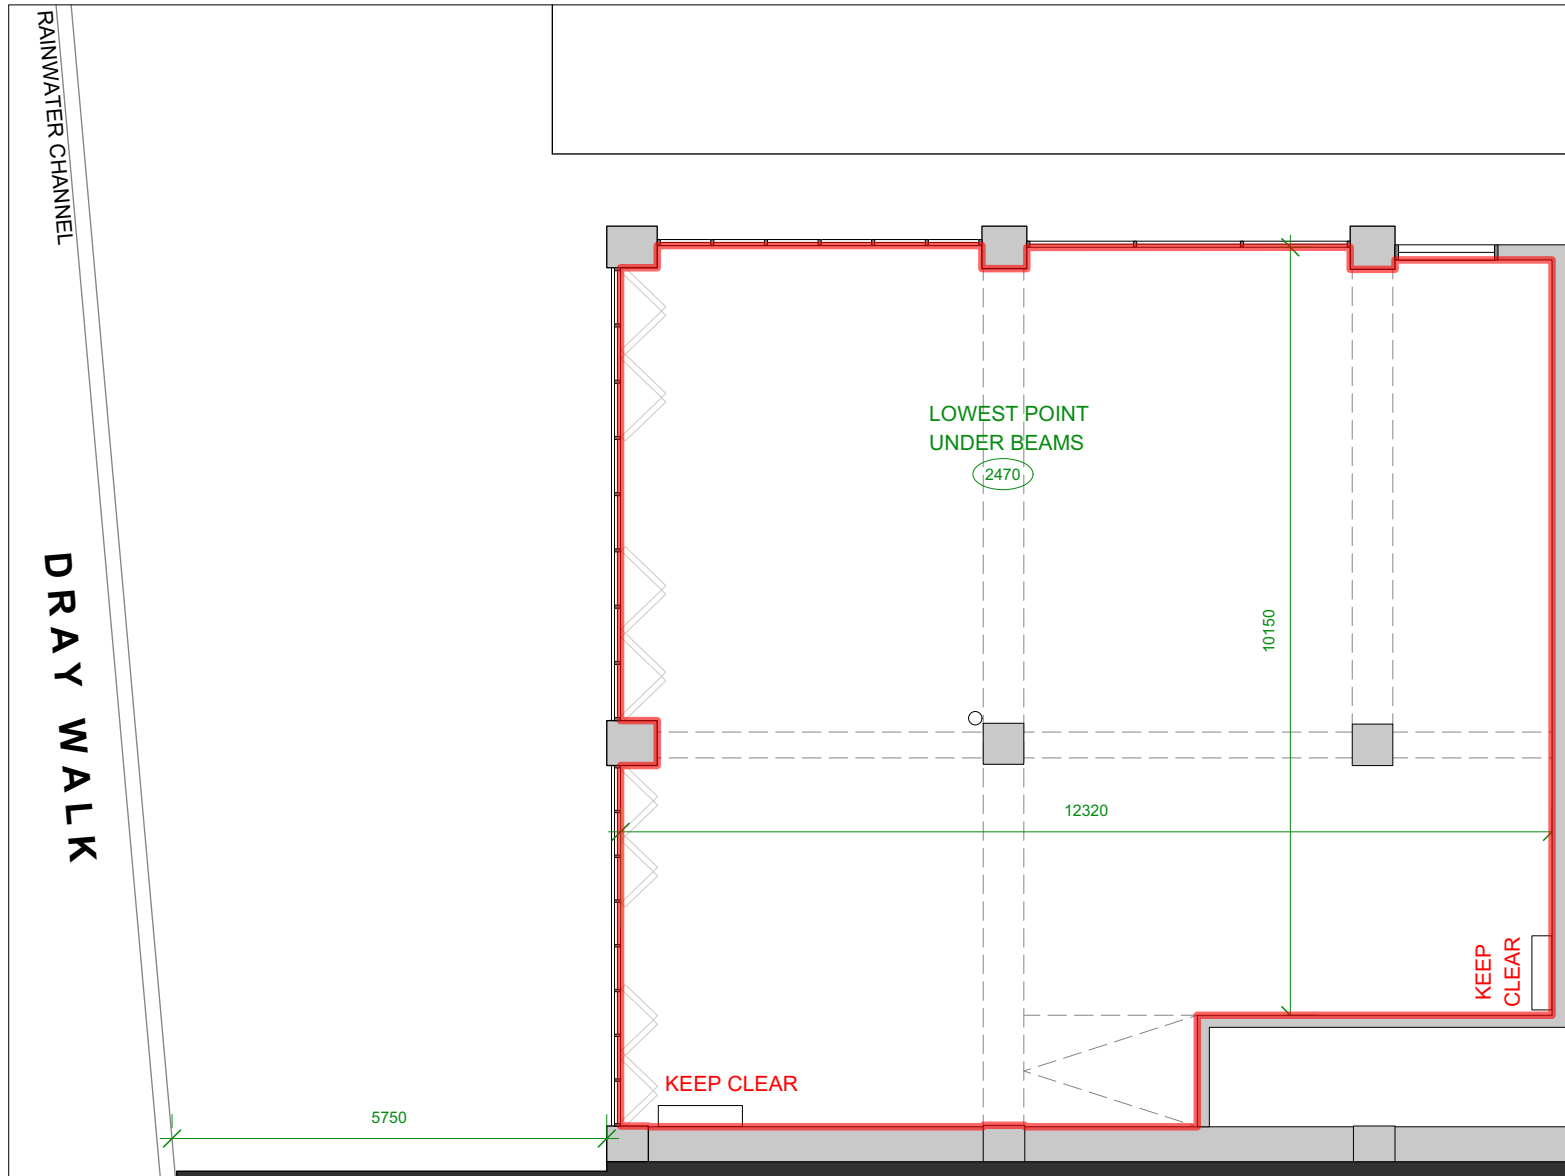 RAINWATER CHANNEL
DRAY WALK
LOWEST POINT
UNDER BEAMS
2470
10150
12320
KEEP
CLEAR
KEEP CLEAR
5750